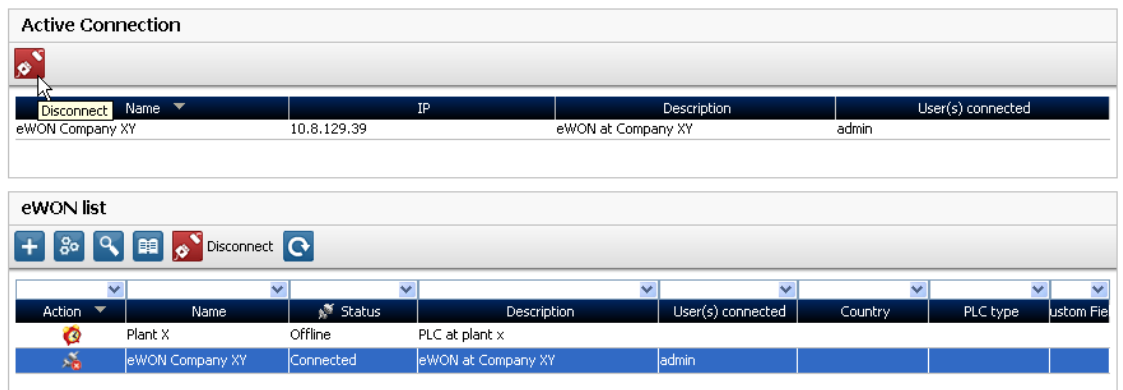 Active Connection
Disconnect
Name IP Description User(s) connected
eWON Company XY 10.8.129.39 eWON at Company XY admin
eWON list
Disconnect
Action Name Status Description User(s) connected Country PLC type ustom Fie
Plant X Offline PLC at plant x
eWON Company XY Connected eWON at Company XY admin